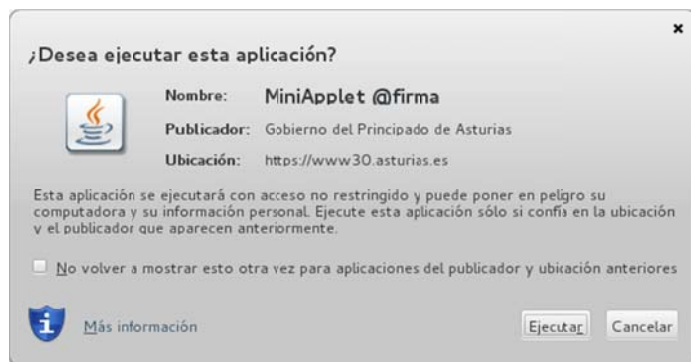 ¿Desea ejecutar esta aplicación?
Nombre: MiniApplet @firma
Publicador: Gobierno del Principado de Asturias
Ubicación: https://www30.asturias.es
Esta aplicación se ejecutará con acceso no restringido y puede poner en peligro su
computadora y su información personal. Ejecute esta aplicación sólo si confía en la ubicación
y el publicador que aparecen anteriormente.
No volver a mostrar esto otra vez para aplicaciones del publicador y ubicación anteriores
Más información
Ejecutar Cancelar